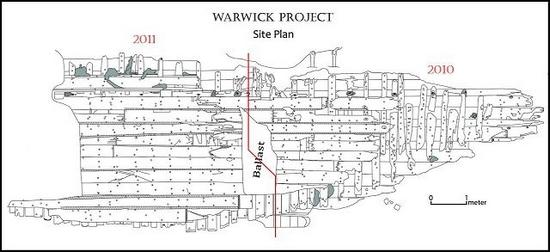 WARWICK PROJECT
Site Plan
2011
2010
Ballast
0 1
meter